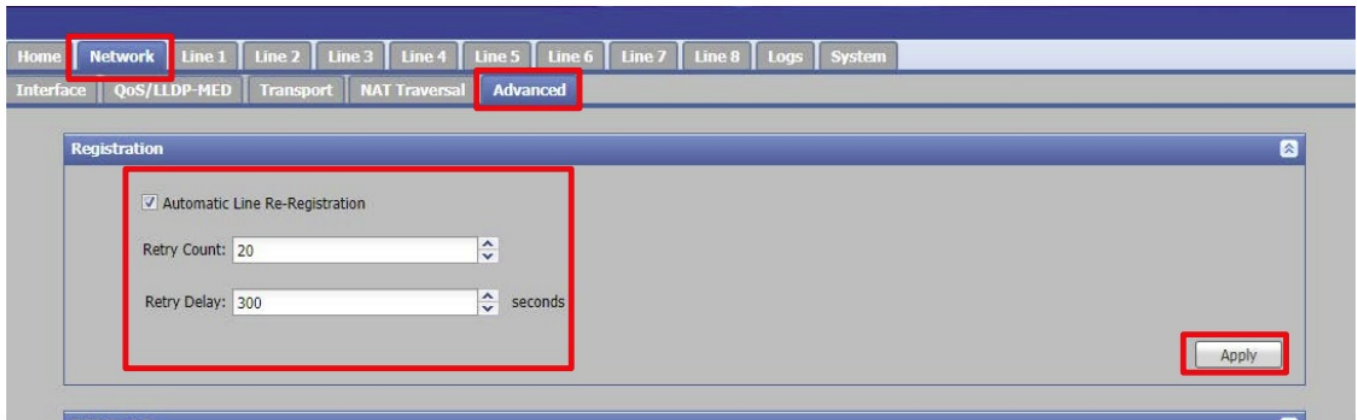 Home Network Line 1 Line 2 Line 3 Line 4 Line 5 Line 6 Line 7 Line 8 Logs System
Interface QoS/LLDP-MED Transport NAT Traversal Advanced
Registration
Automatic Line Re-Registration
Retry Count: 20
Retry Delay: 300 seconds
Apply